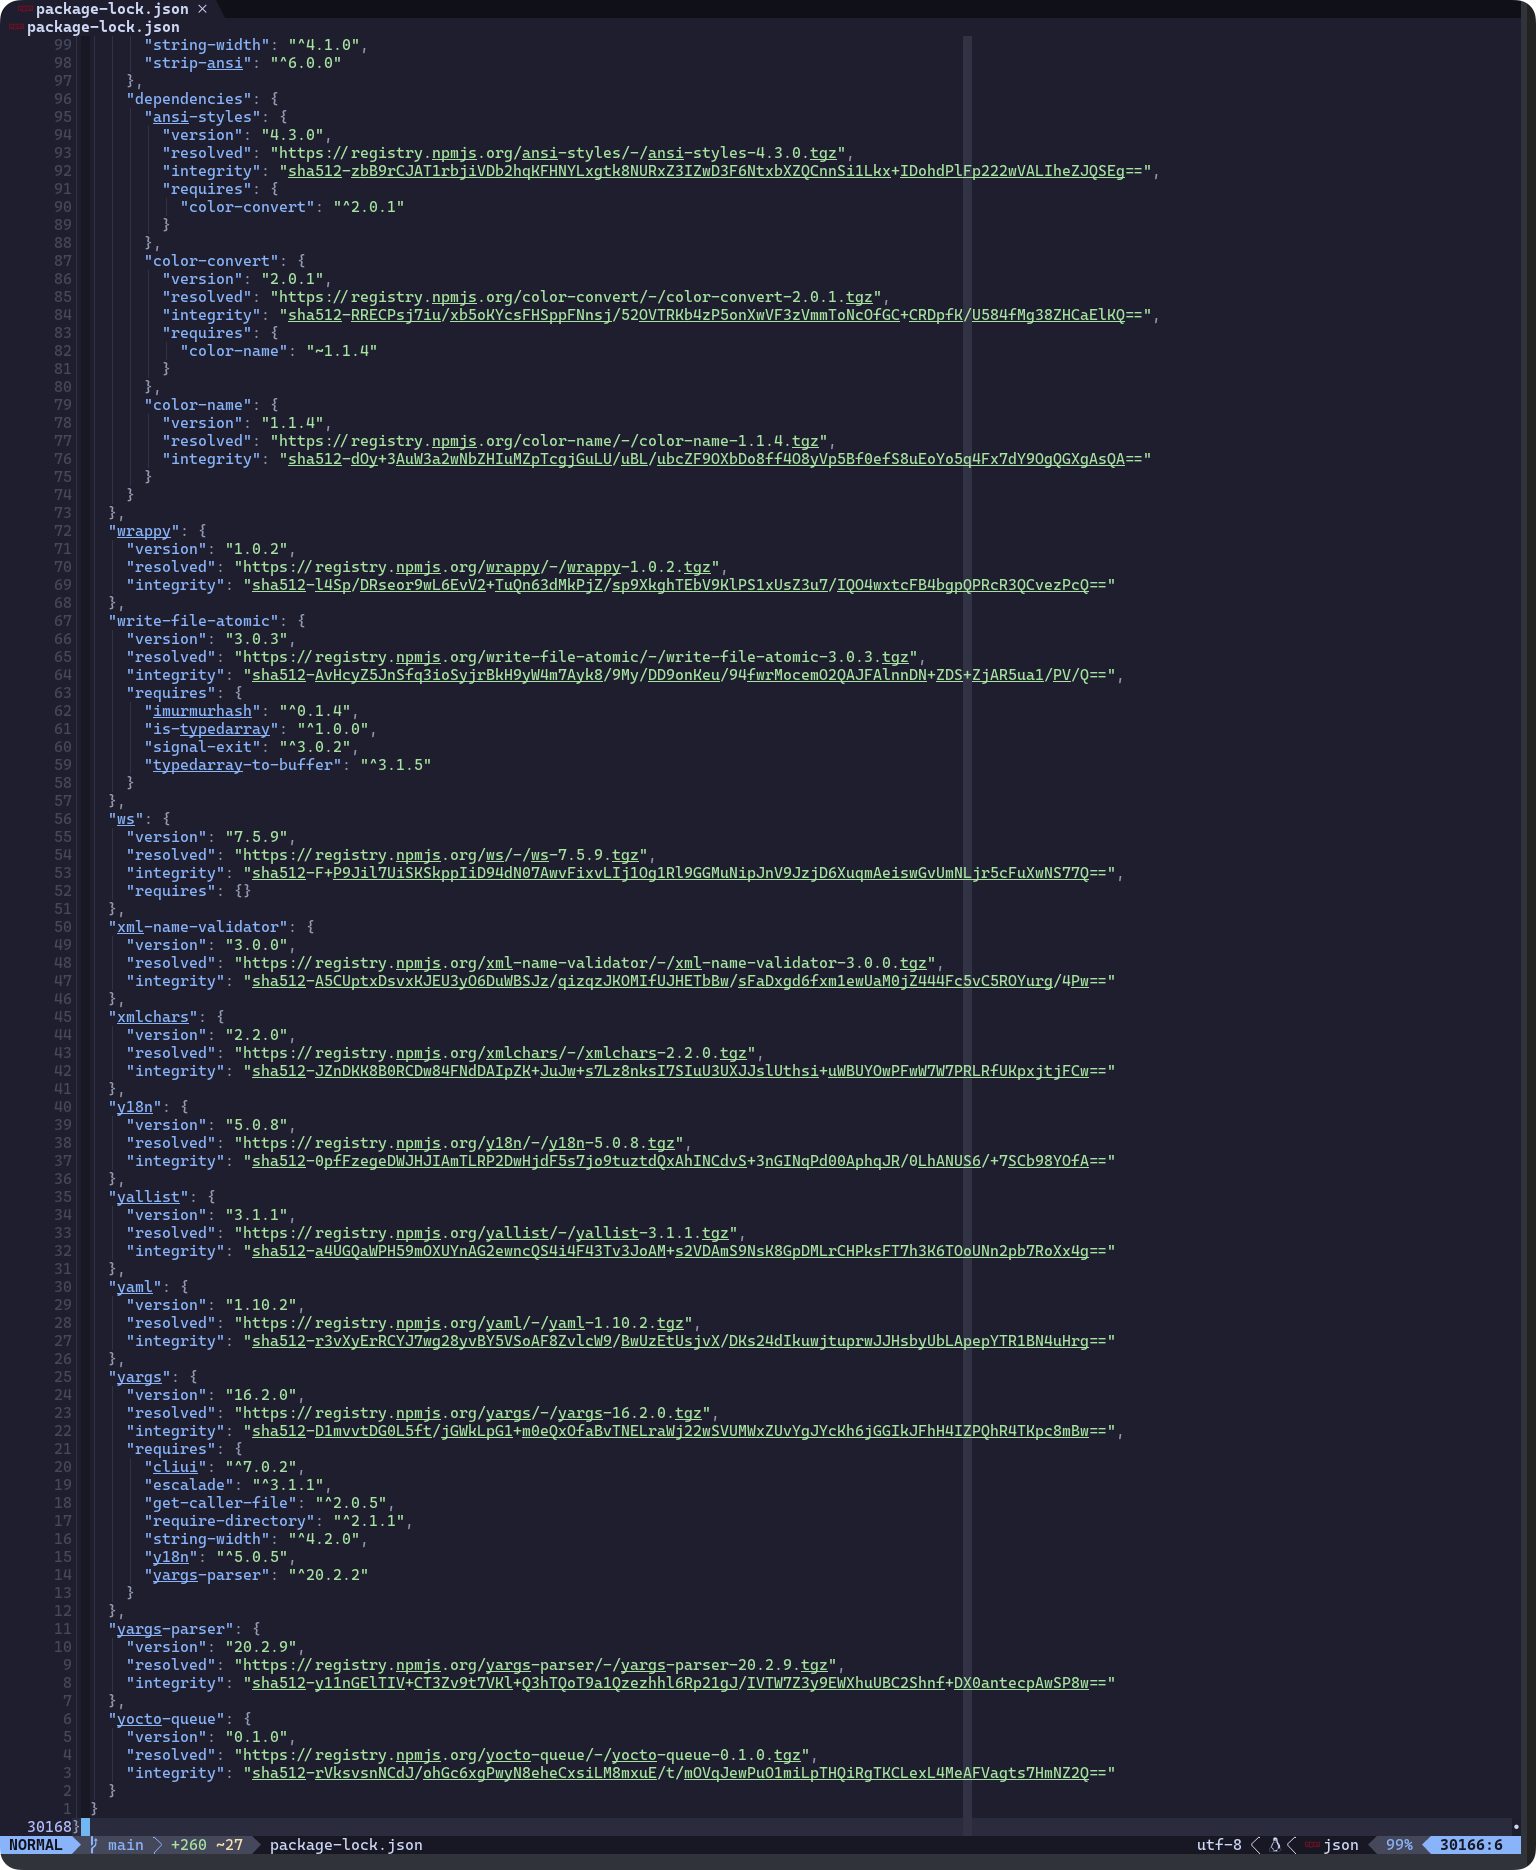 package-lock.json ×
package-lock.json
99 "string-width": "^4.1.0",
98 "strip-ansi": "^6.0.0"
97 },
96 "dependencies": {
95 "ansi-styles": {
94 "version": "4.3.0",
93 "resolved": "https://registry.npmjs.org/ansi-styles/-/ansi-styles-4.3.0.tgz",
92 "integrity": "sha512-zbB9rCJAT1rbjiVDb2hqKFHNYLxgtk8NURxZ3IZwD3F6NtxbXZQCnnSi1Lkx+IDohdPlFp222wVALIheZJQSEg==",
91 "requires": {
90 "color-convert": "^2.0.1"
89 }
88 },
87 "color-convert": {
86 "version": "2.0.1",
85 "resolved": "https://registry.npmjs.org/color-convert/-/color-convert-2.0.1.tgz",
84 "integrity": "sha512-RRECPsj7iu/xb5oKYcsFHSppFNnsj/52OVTRKb4zP5onXwVF3zVmmToNcOfGC+CRDpfK/U584fMg38ZHCaElKQ==",
83 "requires": {
82 "color-name": "~1.1.4"
81 }
80 },
79 "color-name": {
78 "version": "1.1.4",
77 "resolved": "https://registry.npmjs.org/color-name/-/color-name-1.1.4.tgz",
76 "integrity": "sha512-dOy+3AuW3a2wNbZHIuMZpTcgjGuLU/uBL/ubcZF9OXbDo8ff4O8yVp5Bf0efS8uEoYo5q4Fx7dY9OgQGXgAsQA=="
75 }
74 }
73 },
72 "wrappy": {
71 "version": "1.0.2",
70 "resolved": "https://registry.npmjs.org/wrappy/-/wrappy-1.0.2.tgz",
69 "integrity": "sha512-l4Sp/DRseor9wL6EvV2+TuQn63dMkPjZ/sp9XkghTEbV9KlPS1xUsZ3u7/IQO4wxtcFB4bgpQPRcR3QCvezPcQ=="
68 },
67 "write-file-atomic": {
66 "version": "3.0.3",
65 "resolved": "https://registry.npmjs.org/write-file-atomic/-/write-file-atomic-3.0.3.tgz",
64 "integrity": "sha512-AvHcyZ5JnSfq3ioSyjrBkH9yW4m7Ayk8/9My/DD9onKeu/94fwrMocemO2QAJFAlnnDN+ZDS+ZjAR5ua1/PV/Q==",
63 "requires": {
62 "imurmurhash": "^0.1.4",
61 "is-typedarray": "^1.0.0",
60 "signal-exit": "^3.0.2",
59 "typedarray-to-buffer": "^3.1.5"
58 }
57 },
56 "ws": {
55 "version": "7.5.9",
54 "resolved": "https://registry.npmjs.org/ws/-/ws-7.5.9.tgz",
53 "integrity": "sha512-F+P9Jil7UiSKSkppIiD94dN07AwvFixvLIj1Og1Rl9GGMuNipJnV9JzjD6XuqmAeiswGvUmNLjr5cFuXwNS77Q==",
52 "requires": {}
51 },
50 "xml-name-validator": {
49 "version": "3.0.0",
48 "resolved": "https://registry.npmjs.org/xml-name-validator/-/xml-name-validator-3.0.0.tgz",
47 "integrity": "sha512-A5CUptxDsvxKJEU3yO6DuWBSJz/qizqzJKOMIfUJHETbBw/sFaDxgd6fxm1ewUaM0jZ444Fc5vC5ROYurg/4Pw=="
46 },
45 "xmlchars": {
44 "version": "2.2.0",
43 "resolved": "https://registry.npmjs.org/xmlchars/-/xmlchars-2.2.0.tgz",
42 "integrity": "sha512-JZnDKK8B0RCDw84FNdDAIpZK+JuJw+s7Lz8nksI7SIuU3UXJJslUthsi+uWBUYOwPFwW7W7PRLRfUKpxjtjFCw=="
41 },
40 "y18n": {
39 "version": "5.0.8",
38 "resolved": "https://registry.npmjs.org/y18n/-/y18n-5.0.8.tgz",
37 "integrity": "sha512-0pfFzegeDWJHJIAmTLRP2DwHjdF5s7jo9tuztdQxAhINCdvS+3nGINqPd00AphqJR/0LhANUS6/+7SCb98YOfA=="
36 },
35 "yallist": {
34 "version": "3.1.1",
33 "resolved": "https://registry.npmjs.org/yallist/-/yallist-3.1.1.tgz",
32 "integrity": "sha512-a4UGQaWPH59mOXUYnAG2ewncQS4i4F43Tv3JoAM+s2VDAmS9NsK8GpDMLrCHPksFT7h3K6TOoUNn2pb7RoXx4g=="
31 },
30 "yaml": {
29 "version": "1.10.2",
28 "resolved": "https://registry.npmjs.org/yaml/-/yaml-1.10.2.tgz",
27 "integrity": "sha512-r3vXyErRCYJ7wg28yvBY5VSoAF8ZvlcW9/BwUzEtUsjvX/DKs24dIkuwjtuprwJJHsbyUbLApepYTR1BN4uHrg=="
26 },
25 "yargs": {
24 "version": "16.2.0",
23 "resolved": "https://registry.npmjs.org/yargs/-/yargs-16.2.0.tgz",
22 "integrity": "sha512-D1mvvtDG0L5ft/jGWkLpG1+m0eQxOfaBvTNELraWj22wSVUMWxZUvYgJYcKh6jGGIkJFhH4IZPQhR4TKpc8mBw==",
21 "requires": {
20 "cliui": "^7.0.2",
19 "escalade": "^3.1.1",
18 "get-caller-file": "^2.0.5",
17 "require-directory": "^2.1.1",
16 "string-width": "^4.2.0",
15 "y18n": "^5.0.5",
14 "yargs-parser": "^20.2.2"
13 }
12 },
11 "yargs-parser": {
10 "version": "20.2.9",
9 "resolved": "https://registry.npmjs.org/yargs-parser/-/yargs-parser-20.2.9.tgz",
8 "integrity": "sha512-y11nGElTIV+CT3Zv9t7VKl+Q3hTQoT9a1Qzezhhl6Rp21gJ/IVTW7Z3y9EWXhuUBC2Shnf+DX0antecpAwSP8w=="
7 },
6 "yocto-queue": {
5 "version": "0.1.0",
4 "resolved": "https://registry.npmjs.org/yocto-queue/-/yocto-queue-0.1.0.tgz",
3 "integrity": "sha512-rVksvsnNCdJ/ohGc6xgPwyN8eheCxsiLM8mxuE/t/mOVqJewPuO1miLpTHQiRgTKCLexL4MeAFVagts7HmNZ2Q=="
2 }
1 }
30168}
NORMAL main +260 ~27 package-lock.json utf-8 json 99% 30166:6